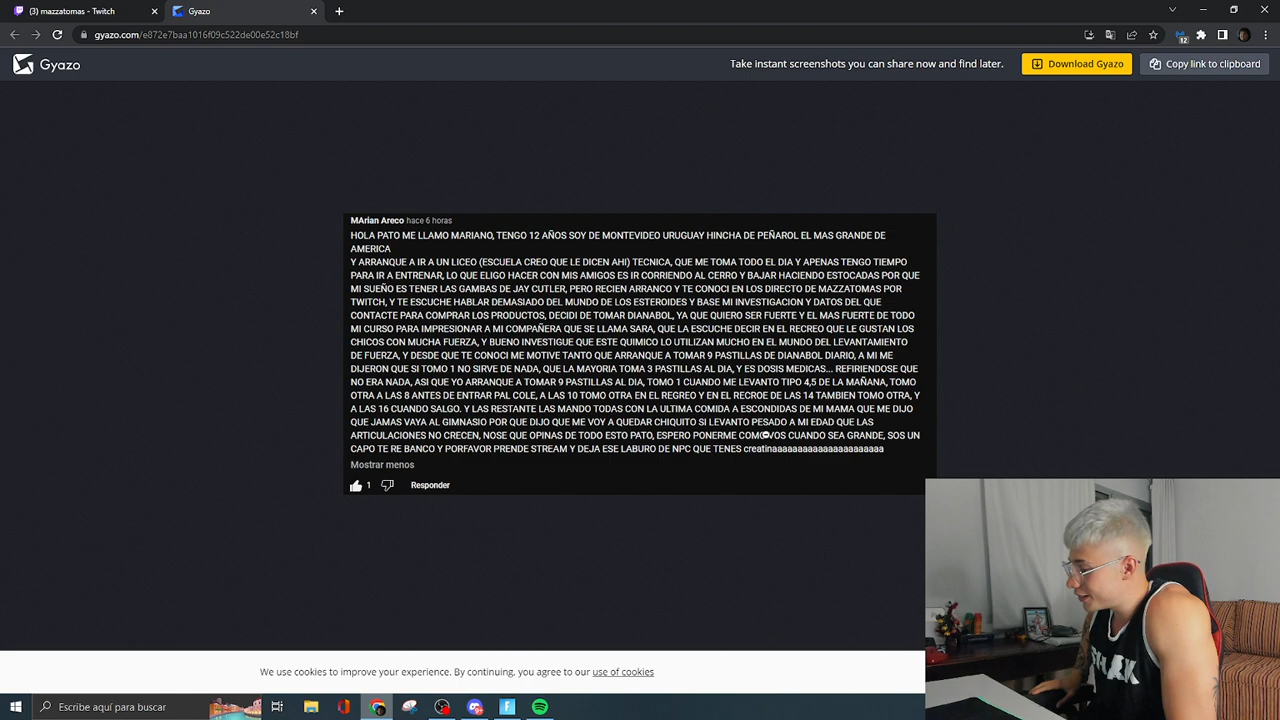 (3) mazzatomas - Twitch
Gyazo
gyazo.com/e872e7baa1016f09c522de00e52c18bf
12
Gyazo
Take instant screenshots you can share now and find later.
Download Gyazo
Copy link to clipboard
MArian Areco hace 6 horas
HOLA PATO ME LLAMO MARIANO, TENGO 12 AÑOS SOY DE MONTEVIDEO URUGUAY HINCHA DE PEÑAROL EL MAS GRANDE DE
AMERICA
Y ARRANQUE A IR A UN LICEO (ESCUELA CREO QUE LE DICEN AHI) TECNICA, QUE ME TOMA TODO EL DIA Y APENAS TENGO TIEMPO
PARA IR A ENTRENAR, LO QUE ELIGO HACER CON MIS AMIGOS ES IR CORRIENDO AL CERRO Y BAJAR HACIENDO ESTOCADAS POR QUE
MI SUEÑO ES TENER LAS GAMBAS DE JAY CUTLER, PERO RECIEN ARRANCO Y TE CONOCI EN LOS DIRECTO DE MAZZATOMAS POR
TWITCH, Y TE ESCUCHE HABLAR DEMASIADO DEL MUNDO DE LOS ESTEROIDES Y BASE MI INVESTIGACION Y DATOS DEL QUE
CONTACTE PARA COMPRAR LOS PRODUCTOS, DECIDI DE TOMAR DIANABOL, YA QUE QUIERO SER FUERTE Y EL MAS FUERTE DE TODO
MI CURSO PARA IMPRESIONAR A MI COMPAÑERA QUE SE LLAMA SARA, QUE LA ESCUCHE DECIR EN EL RECREO QUE LE GUSTAN LOS
CHICOS CON MUCHA FUERZA, Y BUENO INVESTIGUE QUE ESTE QUIMICO LO UTILIZAN MUCHO EN EL MUNDO DEL LEVANTAMIENTO
DE FUERZA, Y DESDE QUE TE CONOCI ME MOTIVE TANTO QUE ARRANQUE A TOMAR 9 PASTILLAS DE DIANABOL DIARIO, A MI ME
DIJERON QUE SI TOMO 1 NO SIRVE DE NADA, QUE LA MAYORIA TOMA 3 PASTILLAS AL DIA, Y ES DOSIS MEDICAS... REFIRIENDOSE QUE
NO ERA NADA, ASI QUE YO ARRANQUE A TOMAR 9 PASTILLAS AL DIA, TOMO 1 CUANDO ME LEVANTO TIPO 4,5 DE LA MAÑANA, TOMO
OTRA A LAS 8 ANTES DE ENTRAR PAL COLE, A LAS 10 TOMO OTRA EN EL REGREO Y EN EL RECROE DE LAS 14 TAMBIEN TOMO OTRA, Y
A LAS 16 CUANDO SALGO. Y LAS RESTANTE LAS MANDO TODAS CON LA ULTIMA COMIDA A ESCONDIDAS DE MI MAMA QUE ME DIJO
QUE JAMAS VAYA AL GIMNASIO POR QUE DIJO QUE ME VOY A QUEDAR CHIQUITO SI LEVANTO PESADO A MI EDAD QUE LAS
ARTICULACIONES NO CRECEN, NOSE QUE OPINAS DE TODO ESTO PATO, ESPERO PONERME COMO VOS CUANDO SEA GRANDE, SOS UN
CAPO TE RE BANCO Y PORFAVOR PRENDE STREAM Y DEJA ESE LABURO DE NPC QUE TENES creatinaaaaaaaaaaaaaaaaaaaaaa
Mostrar menos
1
Responder
We use cookies to improve your experience. By continuing, you agree to our use of cookies
Escribe aquí para buscar